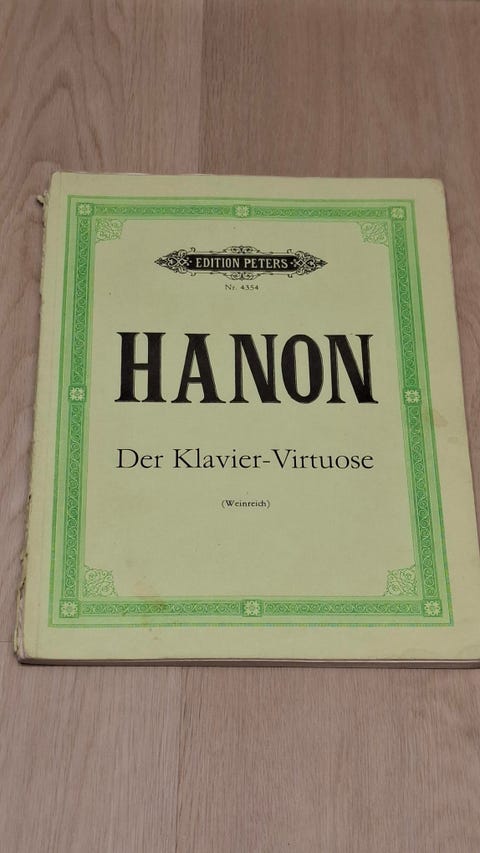 EDITION PETERS
Nr. 4354
HANON
Der Klavier-Virtuose
(Weinreich)